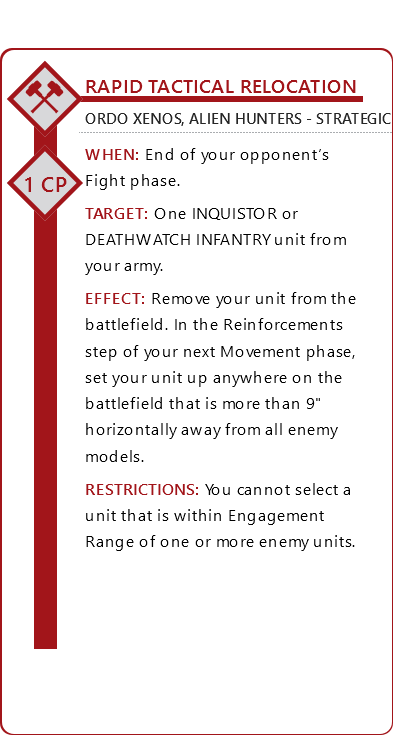 RAPID TACTICAL RELOCATION
ORDO XENOS, ALIEN HUNTERS - STRATEGIC
1 CP
WHEN: End of your opponent’s
Fight phase.
TARGET: One INQUISTOR or
DEATHWATCH INFANTRY unit from
your army.
EFFECT: Remove your unit from the
battlefield. In the Reinforcements
step of your next Movement phase,
set your unit up anywhere on the
battlefield that is more than 9"
horizontally away from all enemy
models.
RESTRICTIONS: You cannot select a
unit that is within Engagement
Range of one or more enemy units.